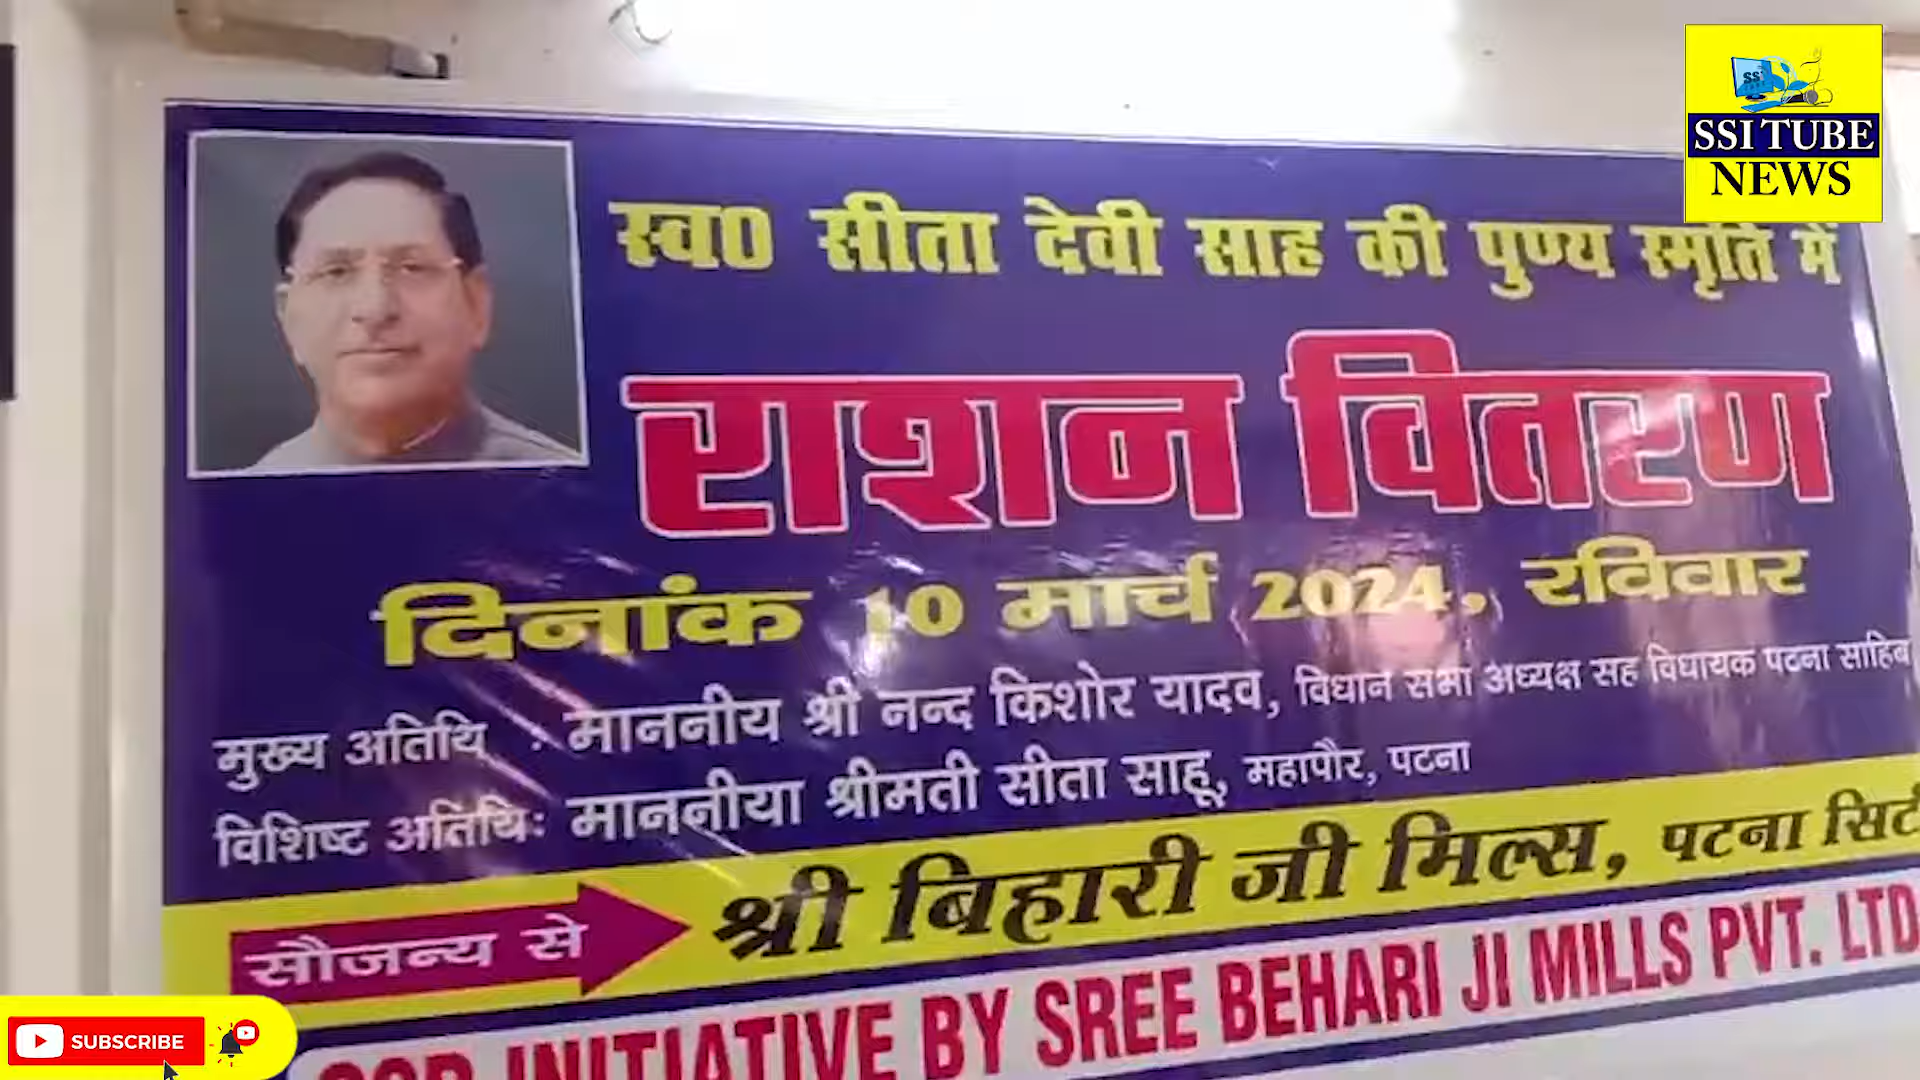 SSI
SSI TUBE
NEWS
स्व0 सीता देवी साह की पुण्य स्मृति में
राशन वितरण
दिनांक 10 मार्च 2024, रविवार
मुख्य अतिथि : माननीय श्री नन्द किशोर यादव, विधान सभा अध्यक्ष सह विधायक पटना साहिब
विशिष्ट अतिथिः माननीया श्रीमती सीता साहू, महापौर, पटना
सौजन्य से श्री बिहारी जी मिल्स, पटना सिटी
INITIATIVE BY SREE BEHARI JI MILLS PVT. LTD
SUBSCRIBE